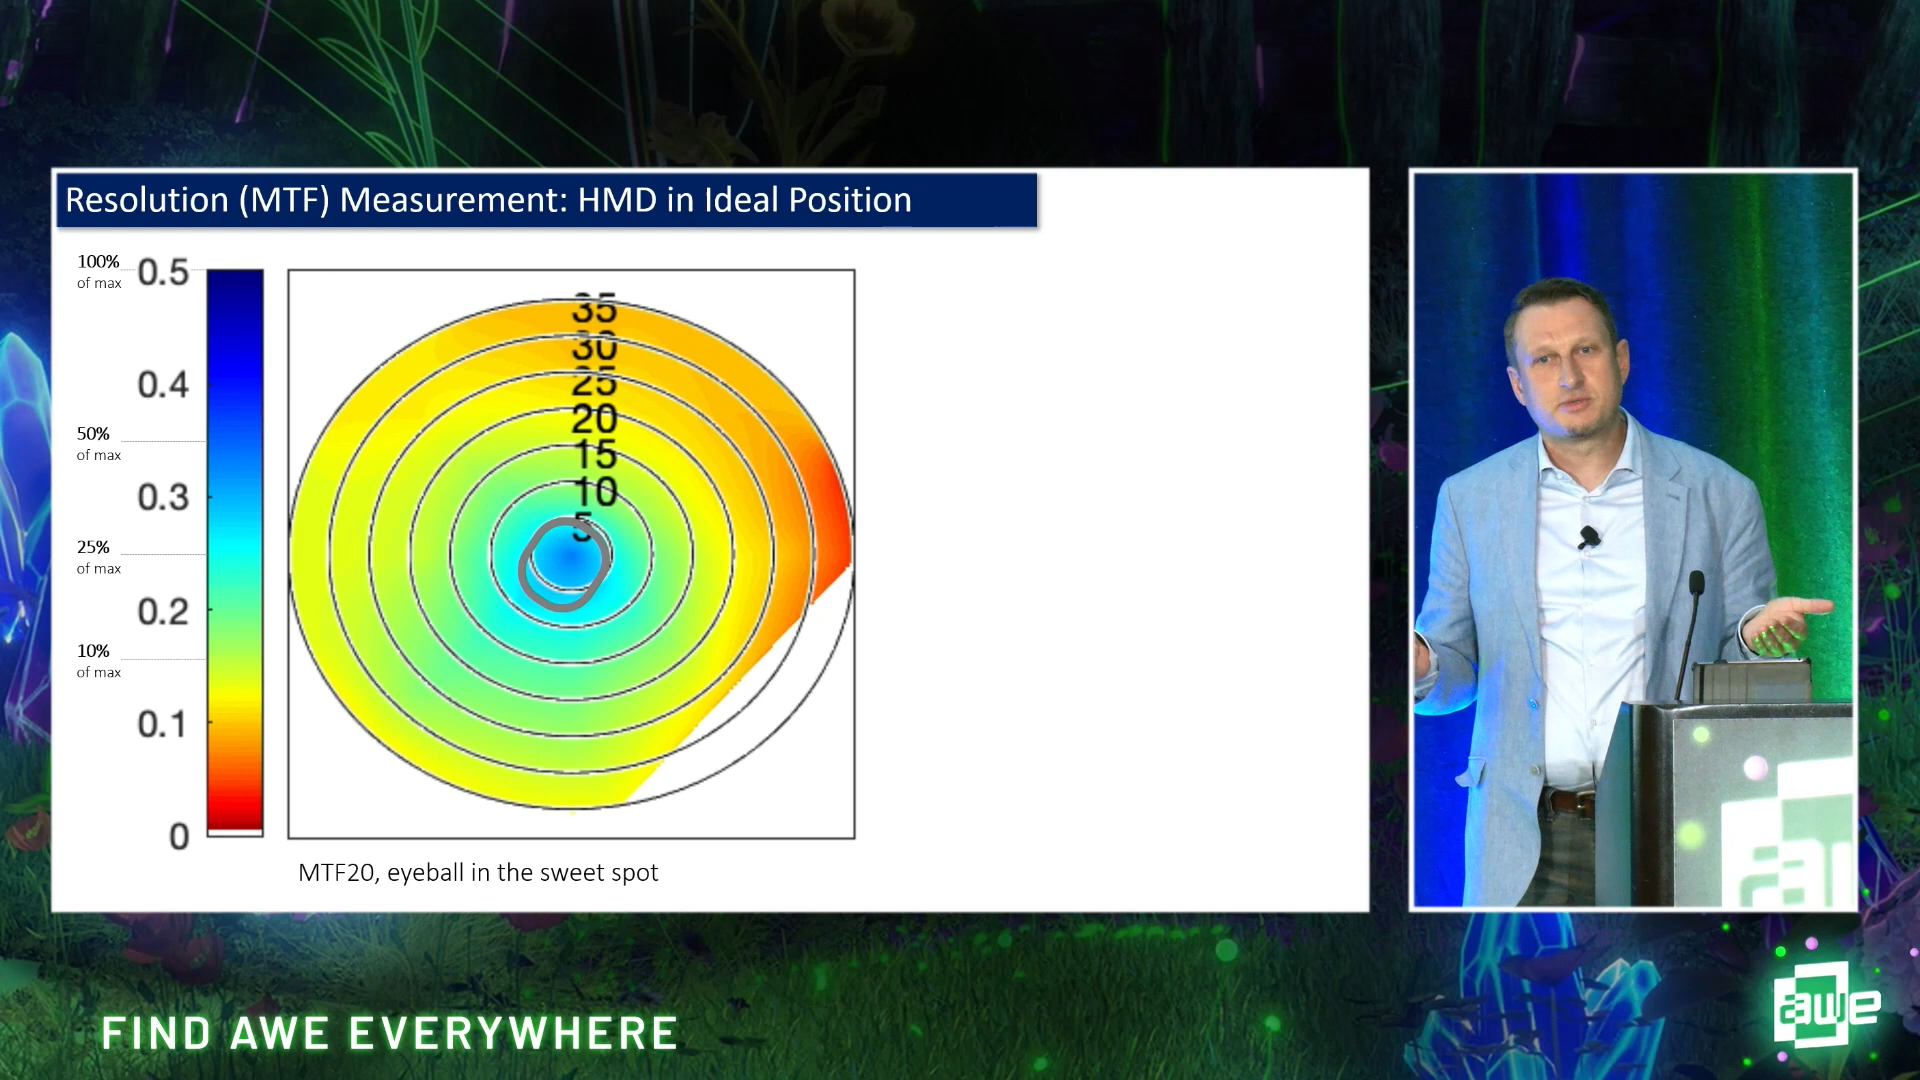 Resolution (MTF) Measurement: HMD in Ideal Position
100%
of max
0.5
0.4
50%
of max
0.3
25%
of max
0.2
10%
of max
0.1
0
35
30
25
20
15
10
5
MTF20, eyeball in the sweet spot
FIND AWE EVERYWHERE
awe
awe